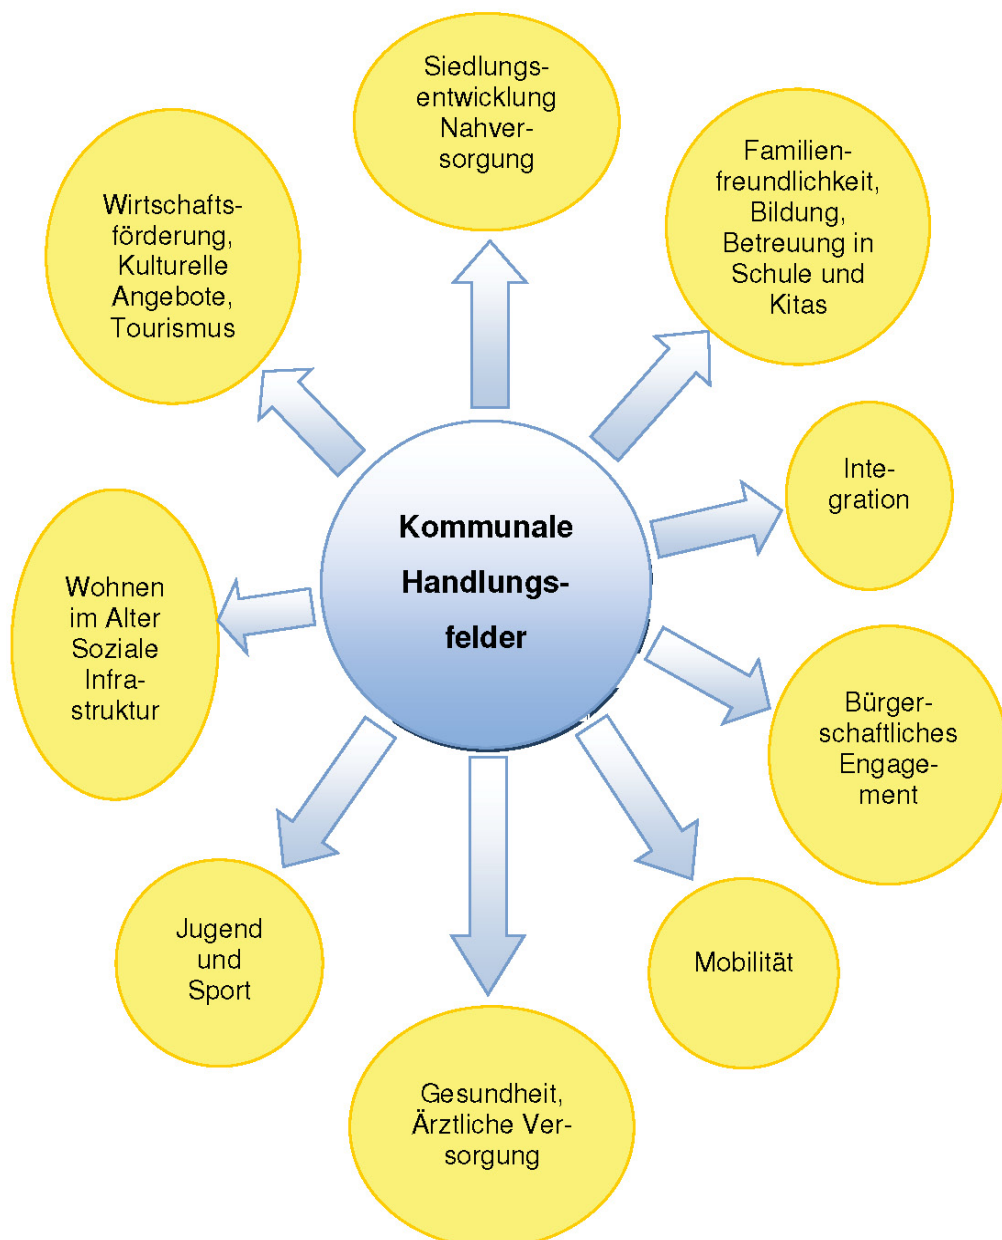 Siedlungs-
entwicklung
Nahver-
sorgung
Familien-
freundlichkeit,
Bildung,
Betreuung in
Schule und
Kitas
Wirtschafts-
förderung,
Kulturelle
Angebote,
Tourismus
Inte-
gration
Kommunale
Handlungs-
felder
Wohnen
im Alter
Soziale
Infra-
struktur
Bürger-
schaftliches
Engage-
ment
Jugend
und
Sport
Mobilität
Gesundheit,
Ärztliche Ver-
sorgung